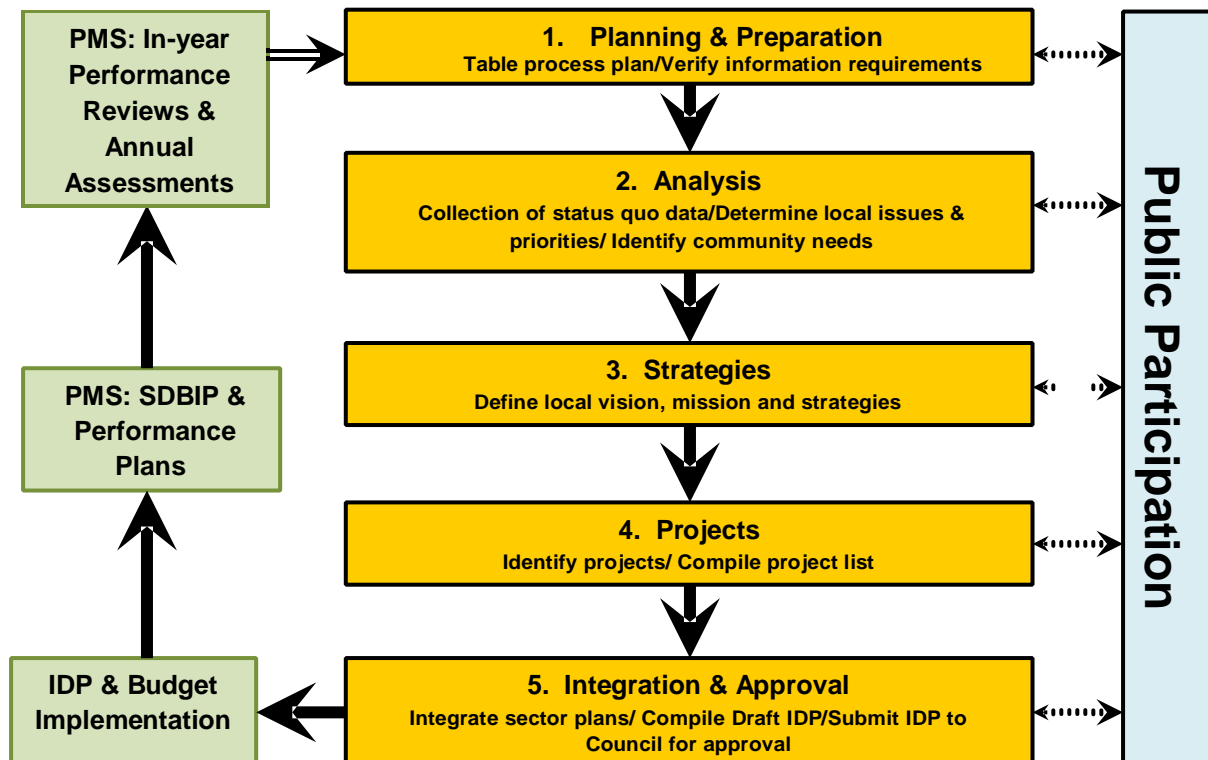 PMS: In-year
Performance
Reviews &
Annual
Assessments
1. Planning & Preparation
Table process plan/Verify information requirements
2. Analysis
Collection of status quo data/Determine local issues &
priorities/ Identify community needs
3. Strategies
Define local vision, mission and strategies
PMS: SDBIP &
Performance
Plans
4. Projects
Identify projects/ Compile project list
5. Integration & Approval
Integrate sector plans/ Compile Draft IDP/Submit IDP to
Council for approval
IDP & Budget
Implementation
Public Participation